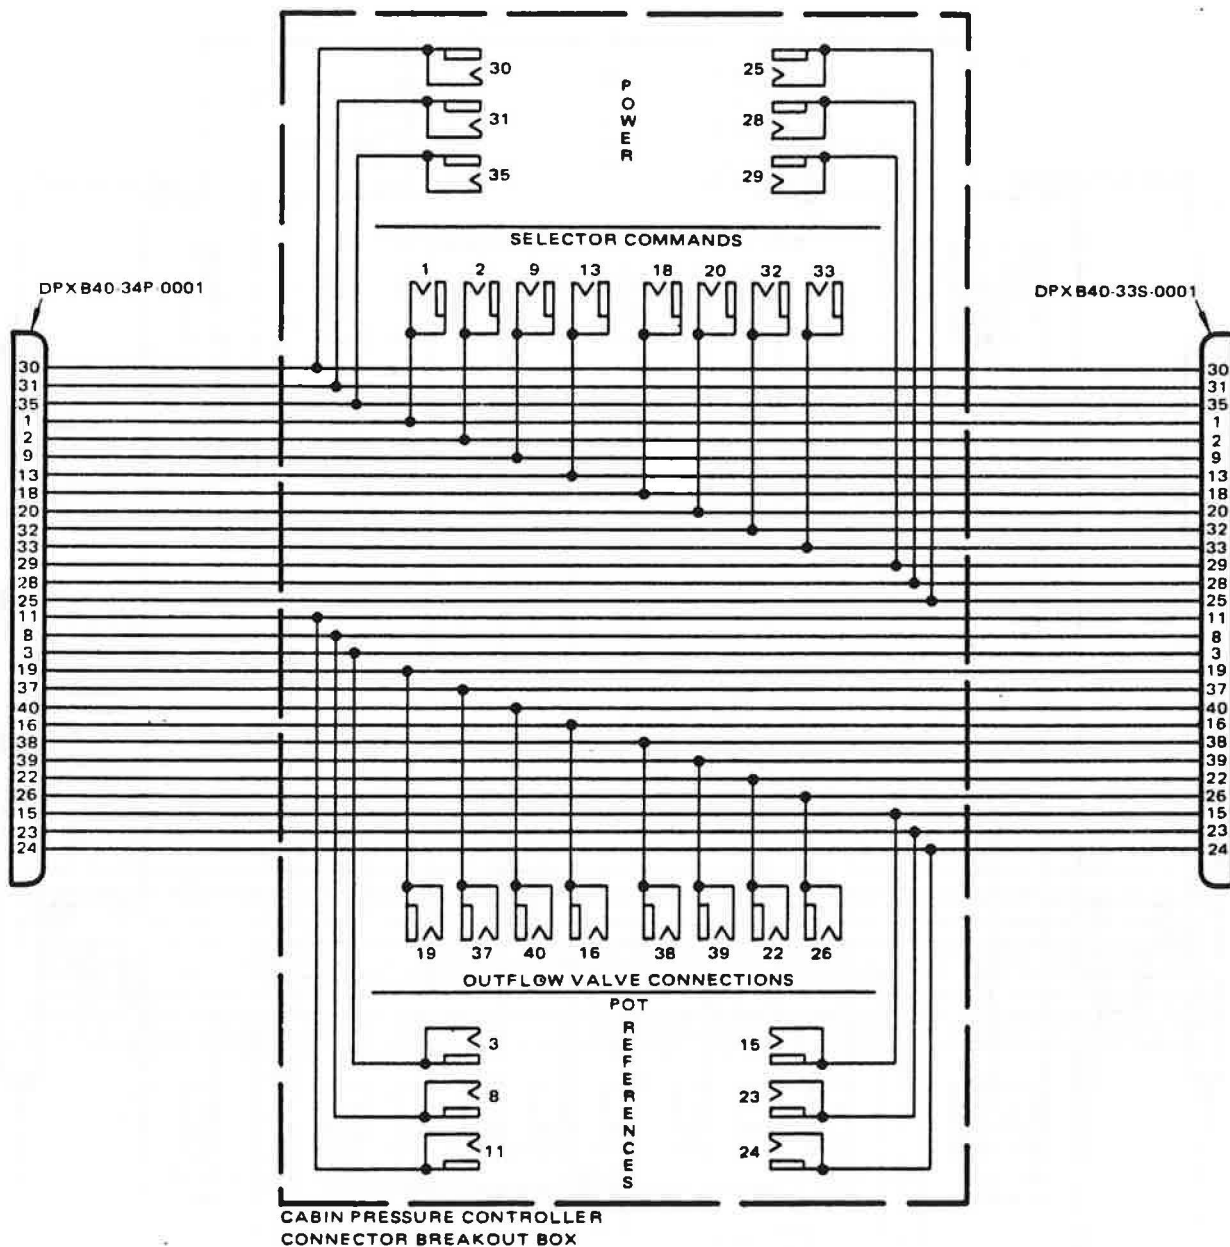 30
31
35
P
O
W
E
R
25
28
29
SELECTOR COMMANDS
1 2 9 13 18 20 32 33
DPXB40-34P-0001
DPXB40-33S-0001
30
31
35
1
2
9
13
18
20
32
33
29
28
25
11
8
3
19
37
40
16
38
39
22
26
15
23
24
30
31
35
1
2
9
13
18
20
32
33
29
28
25
11
8
3
19
37
40
16
38
39
22
26
15
23
24
19 37 40 16 38 39 22 26
OUTFLOW VALVE CONNECTIONS
POT
R
E
F
E
R
E
N
C
E
S
3
8
11
15
23
24
CABIN PRESSURE CONTROLLER
CONNECTOR BREAKOUT BOX